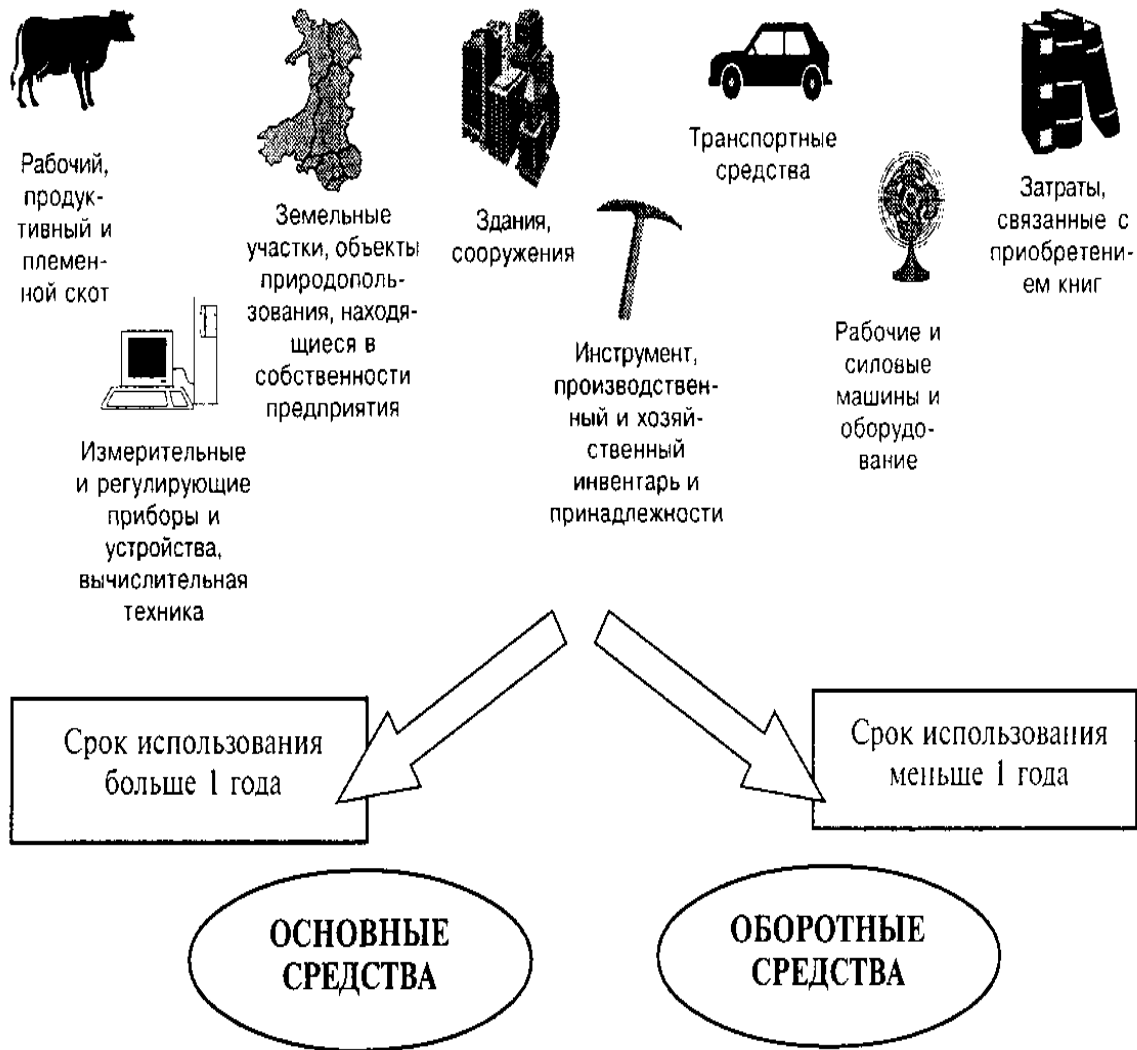 Рабочий,
продук-
тивный и
племен-
ной скот
Земельные
участки, объекты
природополь-
зования, находя-
щиеся в
собственности
предприятия
Здания,
сооружения
Транспортные
средства
Затраты,
связанные с
приобретени-
ем книг
Измерительные
и регулирующие
приборы и
устройства,
вычислительная
техника
Инструмент,
производствен-
ный и хозяй-
ственный
инвентарь и
принадлежности
Рабочие и
силовые
машины и
оборудо-
вание
Срок использования
больше 1 года
Срок использования
меньше 1 года
ОСНОВНЫЕ
СРЕДСТВА
ОБОРОТНЫЕ
СРЕДСТВА